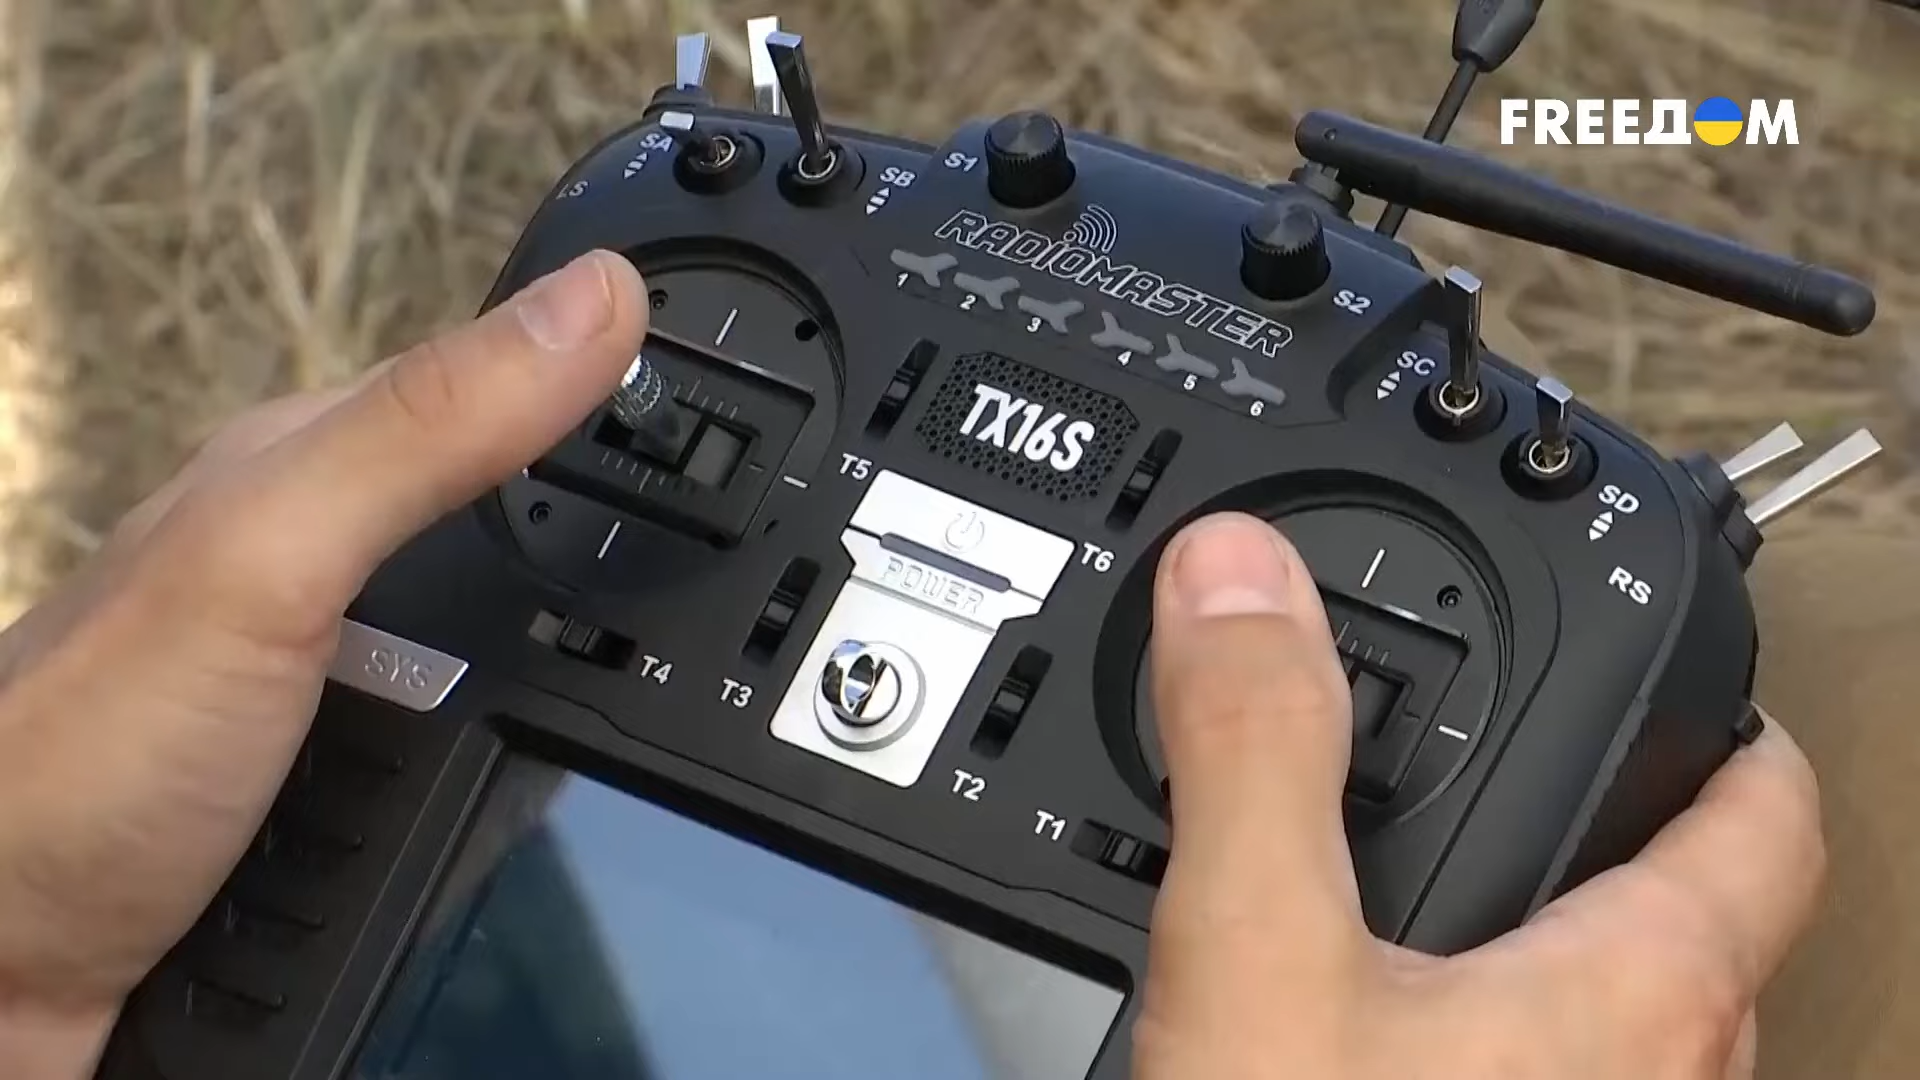 FREEДOM
SA
SB
S1
LS
RADIOMASTER
S2
1
2
3
4
5
6
SC
TX16S
SD
T5
T6
RS
POWER
SYS
T4
T3
T2
T1